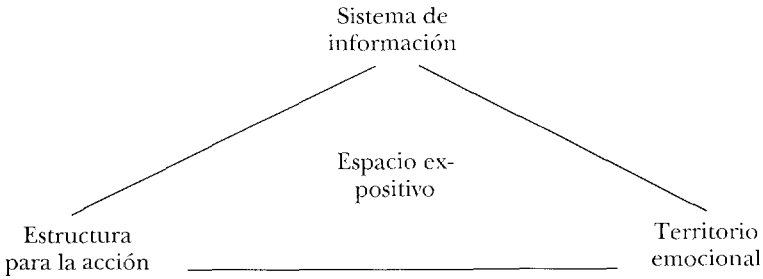 Sistema de
información
Espacio ex-
positivo
Estructura
para la acción
Territorio
emocional